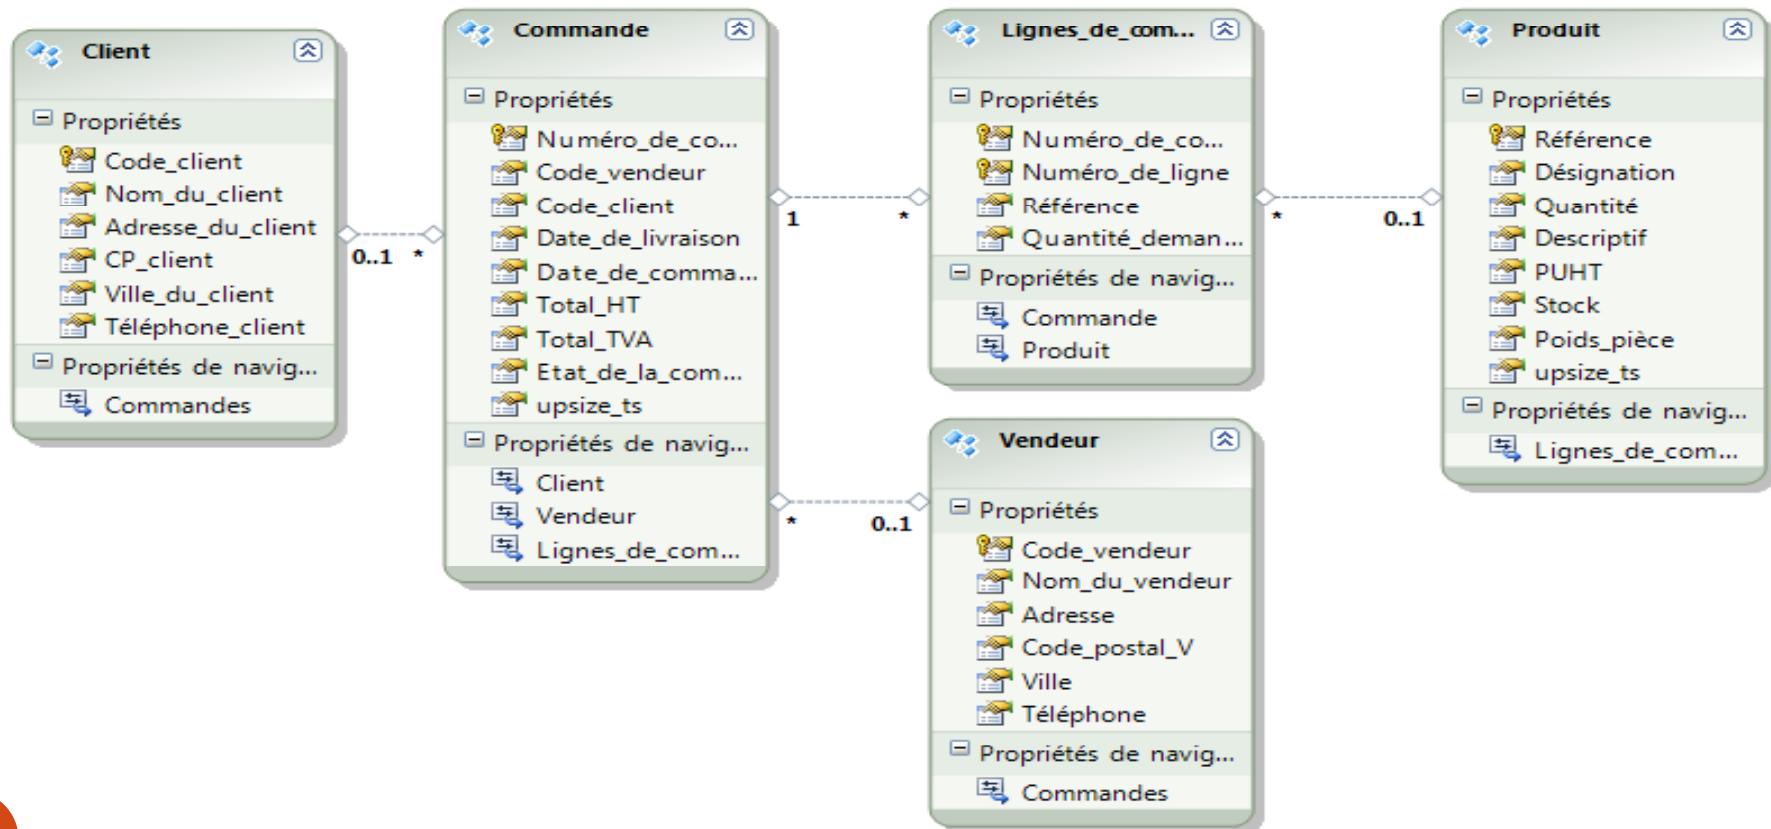 Client
Propriétés
Code_client
Nom_du_client
Adresse_du_client
CP_client
Ville_du_client
Téléphone_client
Propriétés de navig...
Commandes
0..1 *
Commande
Propriétés
Numéro_de_co...
Code_vendeur
Code_client
Date_de_livraison
Date_de_comma...
Total_HT
Total_TVA
Etat_de_la_com...
upsize_ts
Propriétés de navig...
Client
Vendeur
Lignes_de_com...
1 *
* 0..1
Lignes_de_com...
Propriétés
Numéro_de_co...
Numéro_de_ligne
Référence
Quantité_deman...
Propriétés de navig...
Commande
Produit
* 0..1
Vendeur
Propriétés
Code_vendeur
Nom_du_vendeur
Adresse
Code_postal_V
Ville
Téléphone
Propriétés de navig...
Commandes
Produit
Propriétés
Référence
Désignation
Quantité
Descriptif
PUHT
Stock
Poids_pièce
upsize_ts
Propriétés de navig...
Lignes_de_com...